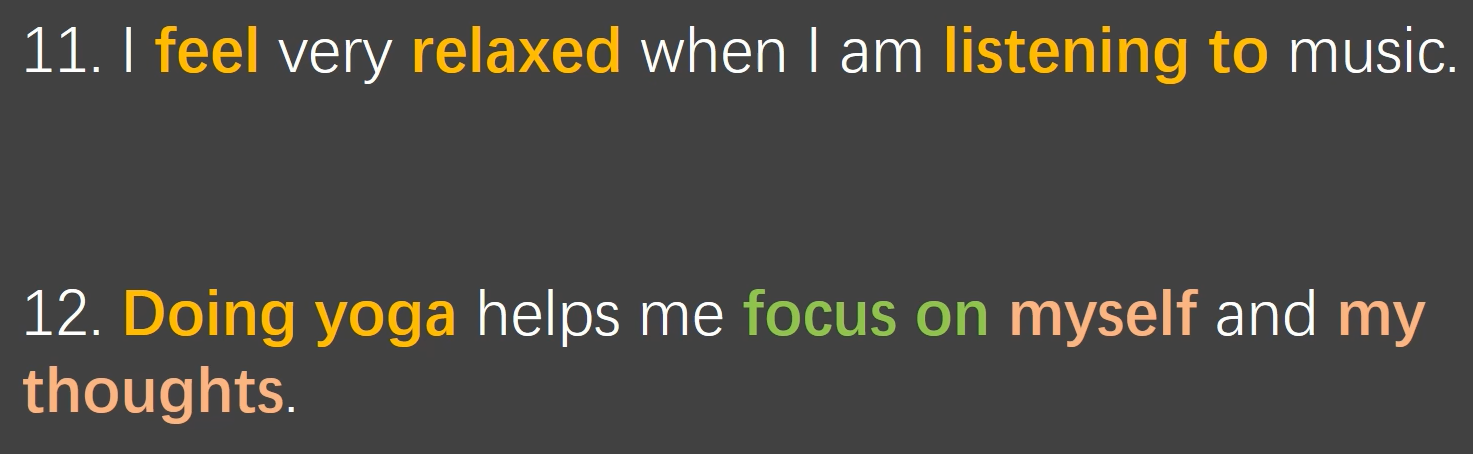 11. I feel very relaxed when I am listening to music.
12. Doing yoga helps me focus on myself and my
thoughts.